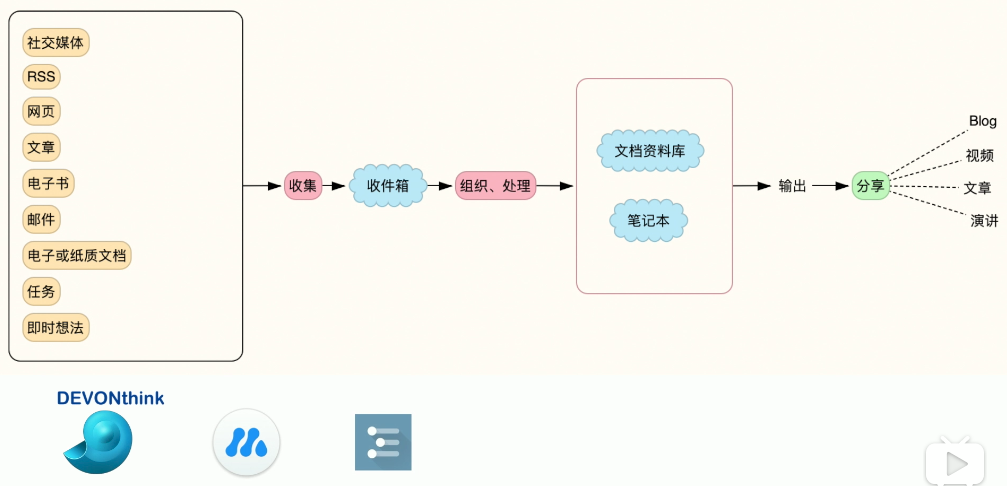 社交媒体
RSS
网页
文章
电子书
邮件
电子或纸质文档
任务
即时想法
收集
收件箱
组织、处理
文档资料库
笔记本
输出
分享
Blog
视频
文章
演讲
DEVONthink